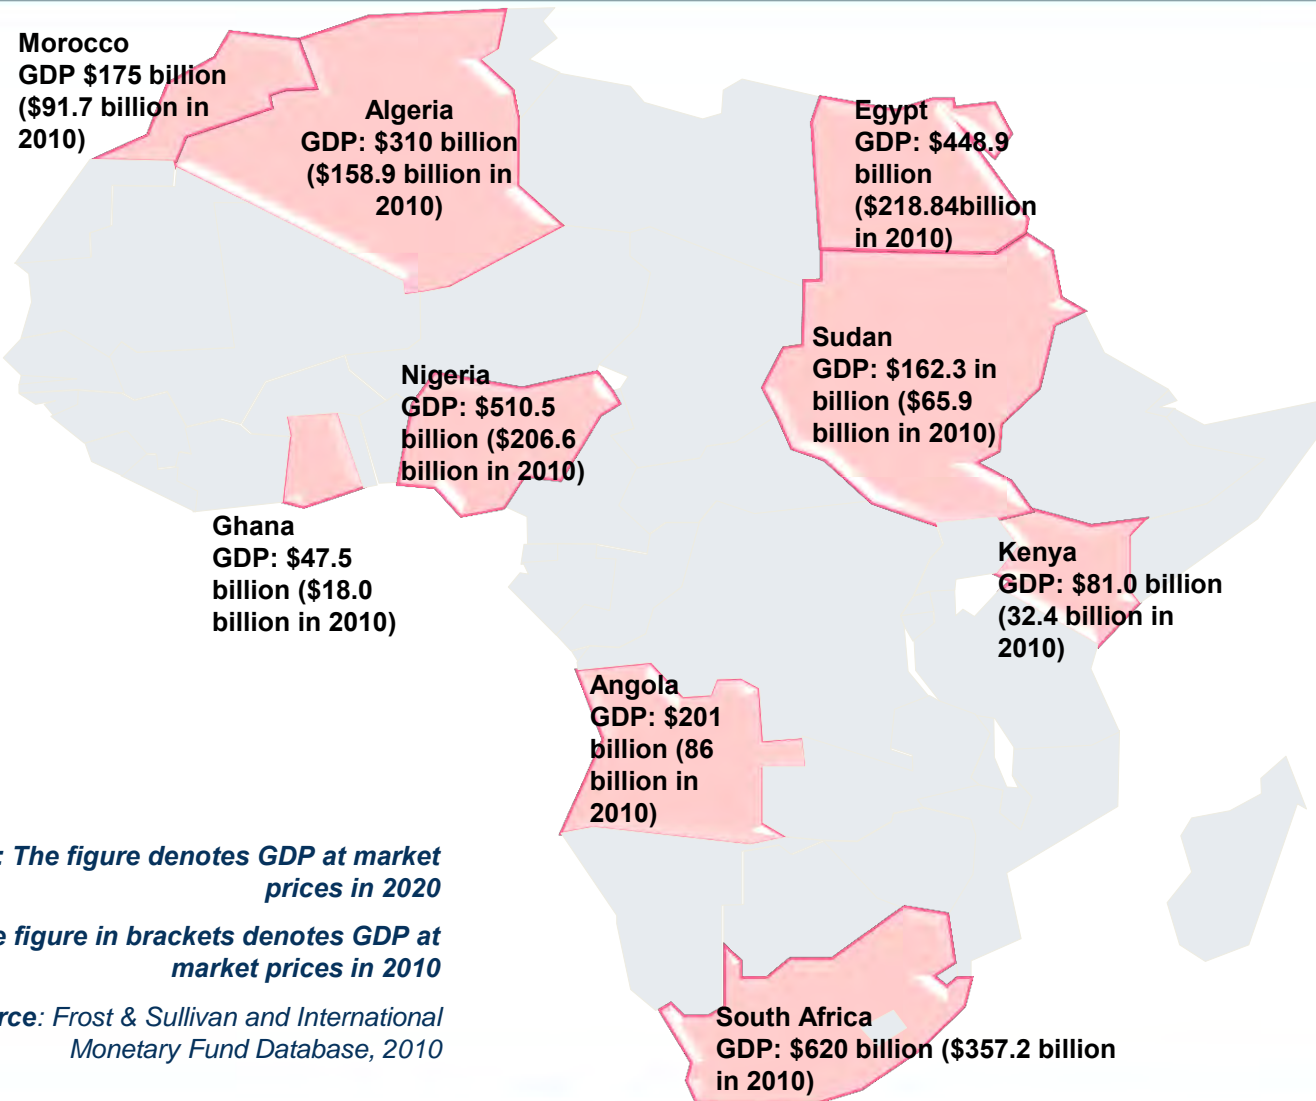 Morocco
GDP $175 billion
($91.7 billion in
2010)
Algeria
GDP: $310 billion
($158.9 billion in
2010)
Egypt
GDP: $448.9
billion
($218.84billion
in 2010)
Sudan
GDP: $162.3 in
billion ($65.9
billion in 2010)
Nigeria
GDP: $510.5
billion ($206.6
billion in 2010)
Ghana
GDP: $47.5
billion ($18.0
billion in 2010)
Kenya
GDP: $81.0 billion
(32.4 billion in
2010)
Angola
GDP: $201
billion (86
billion in
2010)
: The figure denotes GDP at market
prices in 2020
figure in brackets denotes GDP at
market prices in 2010
: Frost & Sullivan and International
Monetary Fund Database, 2010
South Africa
GDP: $620 billion ($357.2 billion
in 2010)